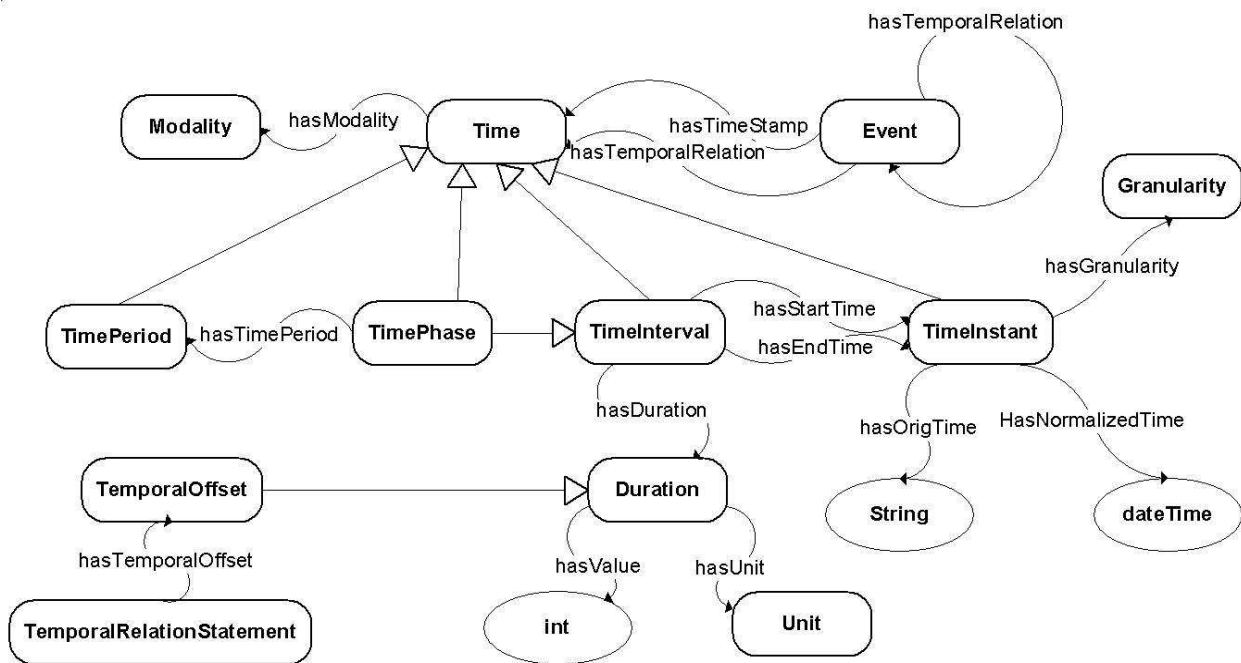 hasTemporalRelation
Modality
hasModality
Time
hasTimeStamp
Event
hasTemporalRelation
Granularity
hasGranularity
TimePeriod
hasTimePeriod
TimePhase
TimeInterval
hasStartTime
hasEndTime
TimeInstant
hasDuration
hasOrigTime
HasNormalizedTime
TemporalOffset
Duration
String
dateTime
hasTemporalOffset
hasValue
hasUnit
TemporalRelationStatement
int
Unit